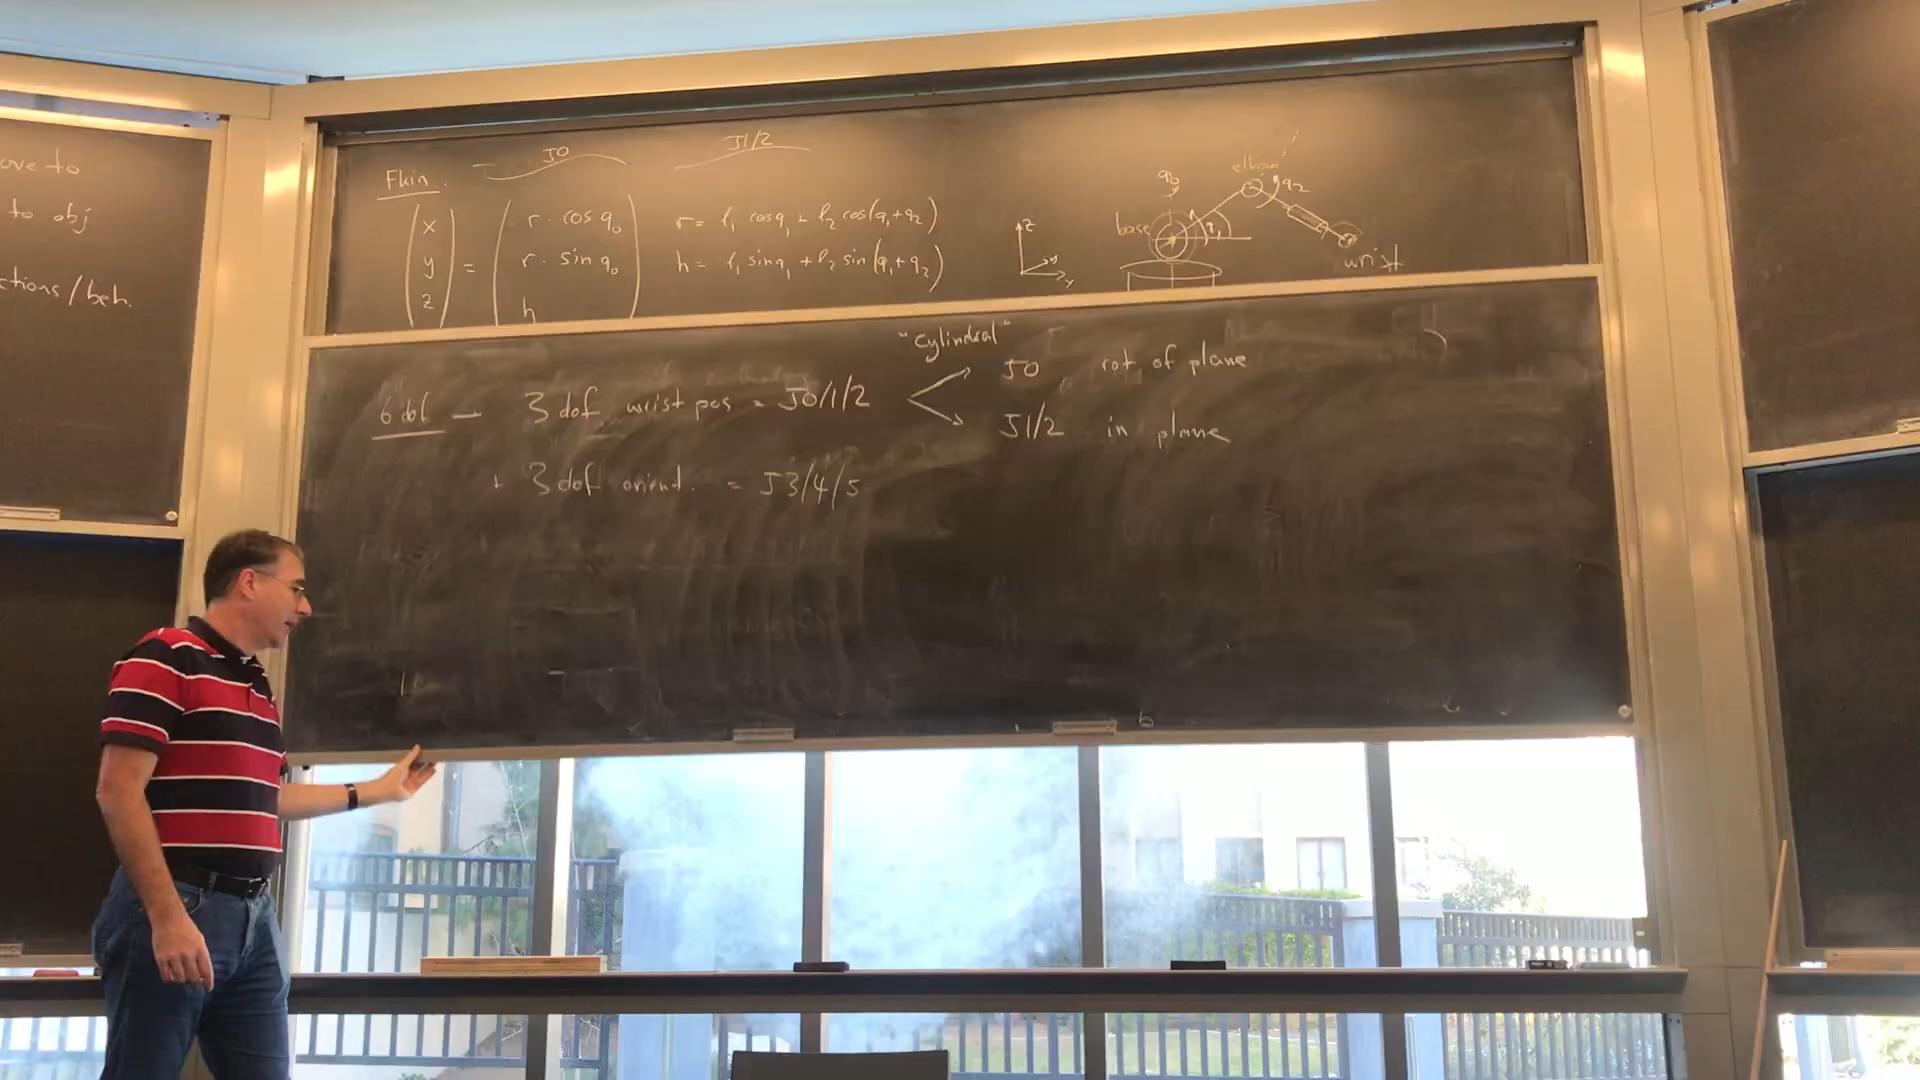 ove to
to obj
ctions/beh.
J0 J1/2
Fkin.
x r · cos q0 r = l1 cos q1 + l2 cos(q1+q2)
y = r · sin q0 h = l1 sin q1 + l2 sin(q1+q2)
z h
z
y
x
base
q0
q1
elbow
q2
wrist
"Cylindrical"
6 dof — 3 dof wrist pos = J0/1/2
J0 rot. of plane
J1/2 in plane
+ 3 dof orient. = J3/4/5